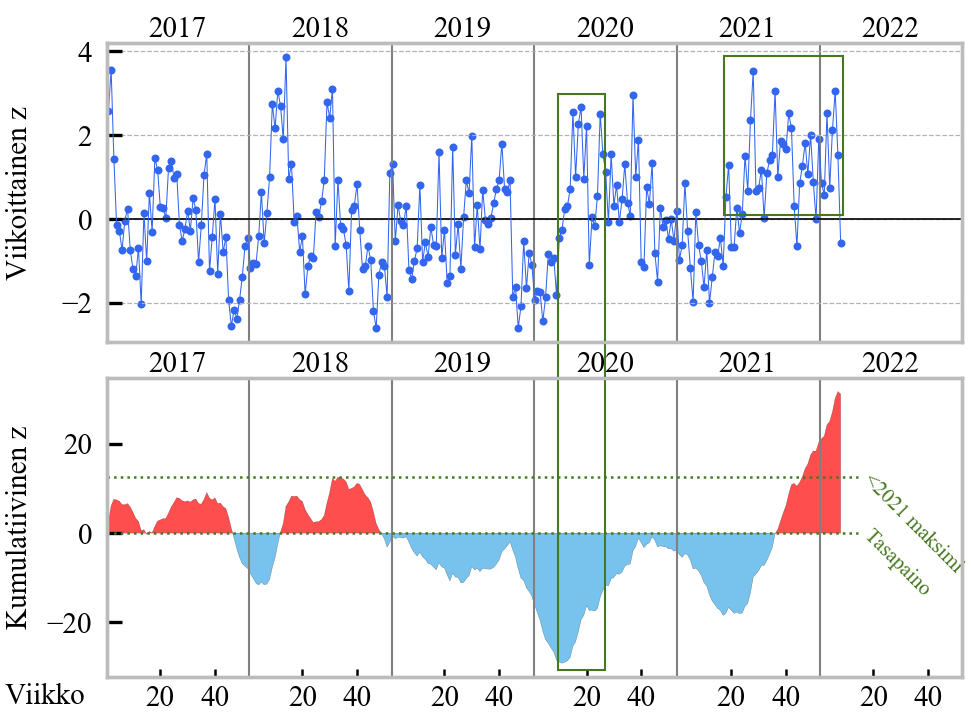 2017 2018 2019 2020 2021 2022
Viikoittainen z
4
2
0
−2
2017 2018 2019 2020 2021 2022
Kumulatiivinen z
20
0
−20
<2021 maksimi
Tasapaino
Viikko 20 40 20 40 20 40 20 40 20 40 20 40